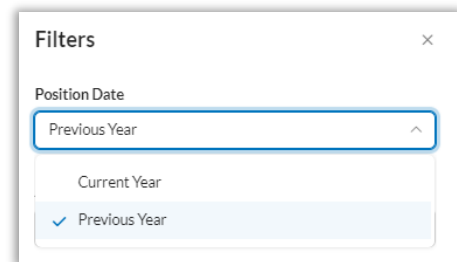 Filters
Position Date
Previous Year
Current Year
Previous Year